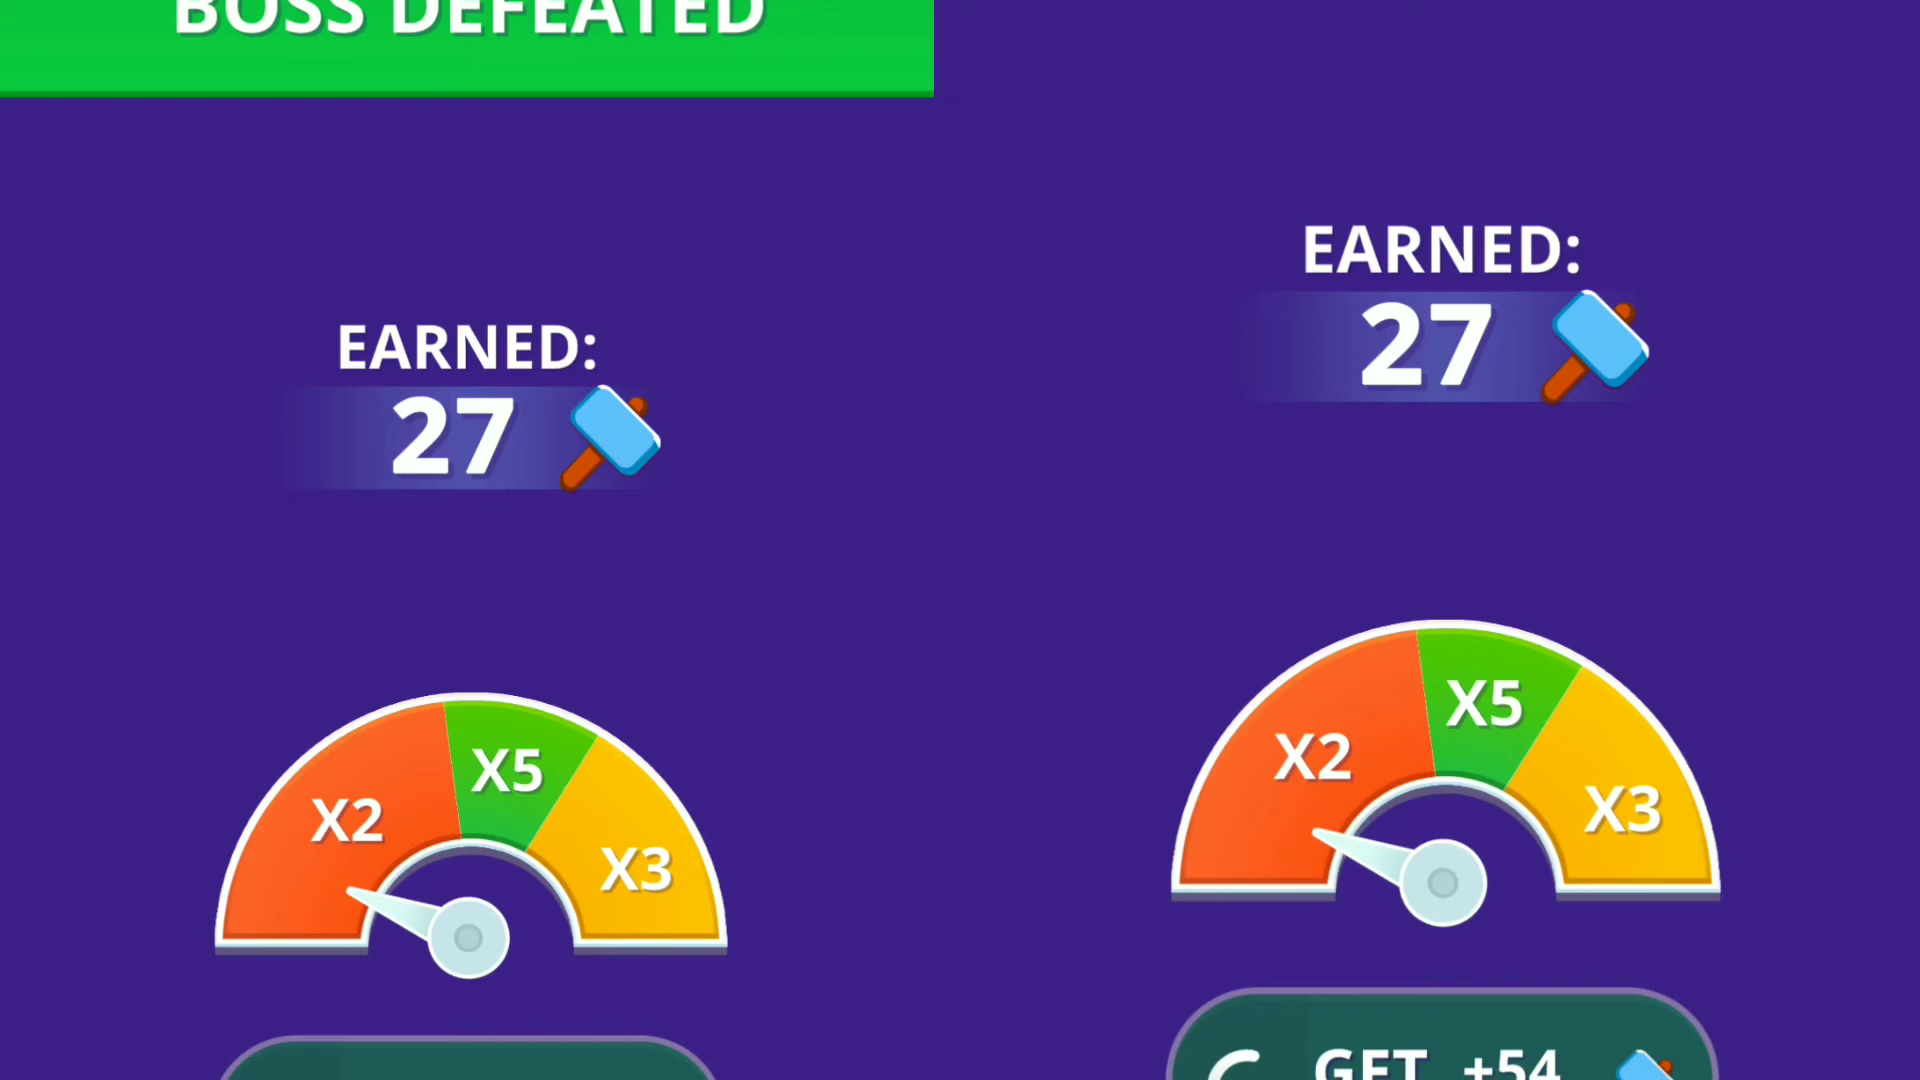 BOSS DEFEATED
EARNED:
27
X5
X2
X3
EARNED:
27
X5
X2
X3
GET +54